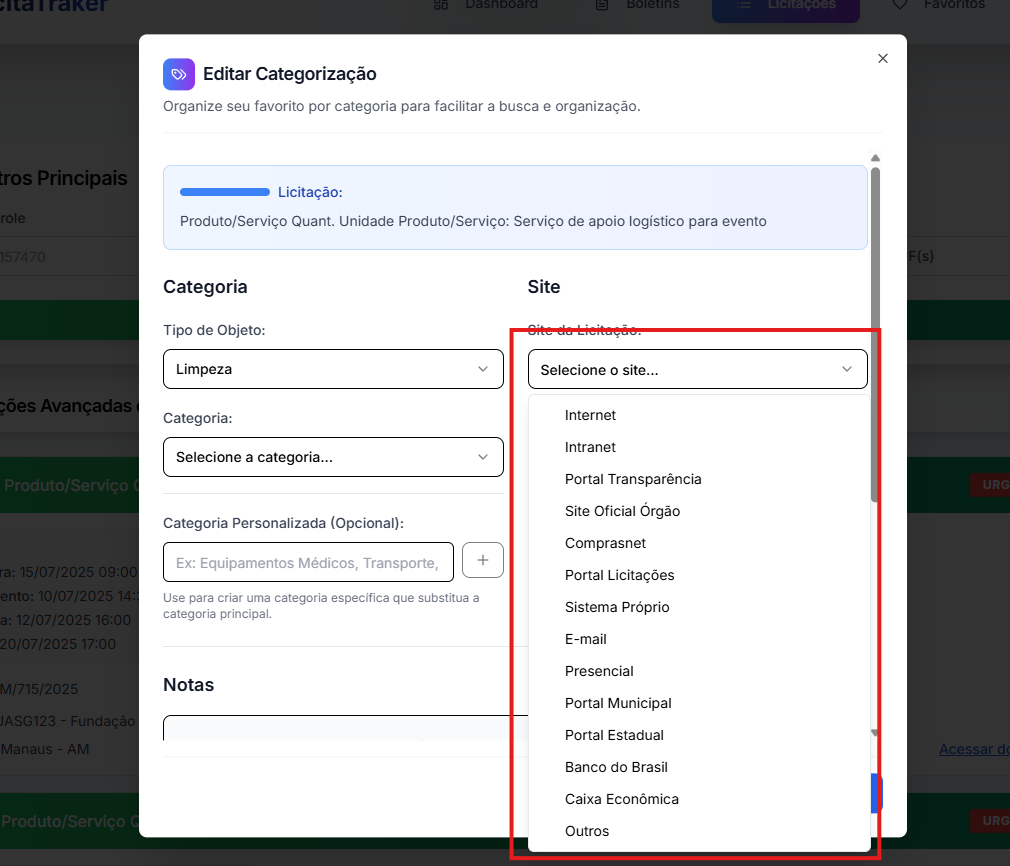 Dashboard
Boletins
Licitações
Favoritos
Editar Categorização
Organize seu favorito por categoria para facilitar a busca e organização.
Licitação:
Produto/Serviço Quant. Unidade Produto/Serviço: Serviço de apoio logístico para evento
tros Principais
role
157470
F(s)
Categoria
Tipo de Objeto:
Limpeza
Categoria:
Selecione a categoria...
Categoria Personalizada (Opcional):
Ex: Equipamentos Médicos, Transporte,
Use para criar uma categoria específica que substitua a
categoria principal.
Notas
Site
Site da Licitação:
Selecione o site...
Internet
Intranet
Portal Transparência
Site Oficial Órgão
Comprasnet
Portal Licitações
Sistema Próprio
E-mail
Presencial
Portal Municipal
Portal Estadual
Banco do Brasil
Caixa Econômica
Outros
ções Avançadas
Produto/Serviço
URG
ra: 15/07/2025 09:00
ento: 10/07/2025 14:
a: 12/07/2025 16:00
20/07/2025 17:00
M/715/2025
UASG123 - Fundação
Manaus - AM
Acessar do
Produto/Serviço Q
URG